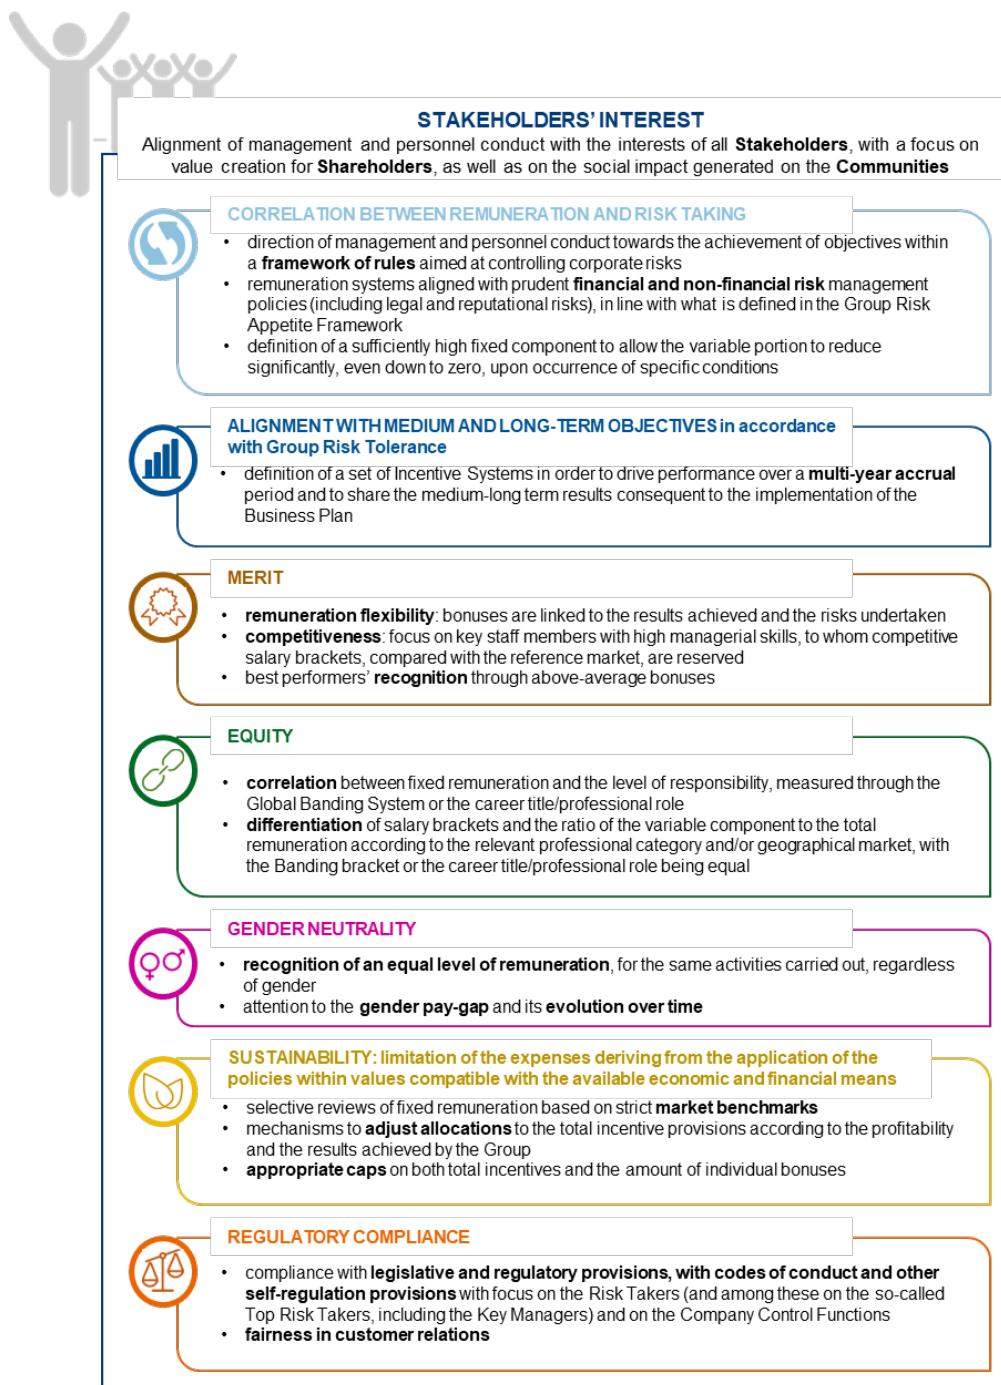 STAKEHOLDERS' INTEREST
Alignment of management and personnel conduct with the interests of all Stakeholders, with a focus on
value creation for Shareholders, as well as on the social impact generated on the Communities
CORRELATION BETWEEN REMUNERATION AND RISK TAKING
• direction of management and personnel conduct towards the achievement of objectives within
a framework of rules aimed at controlling corporate risks
• remuneration systems aligned with prudent financial and non-financial risk management
policies (including legal and reputational risks), in line with what is defined in the Group Risk
Appetite Framework
• definition of a sufficiently high fixed component to allow the variable portion to reduce
significantly, even down to zero, upon occurrence of specific conditions
ALIGNMENT WITH MEDIUM AND LONG-TERM OBJECTIVES in accordance
with Group Risk Tolerance
• definition of a set of Incentive Systems in order to drive performance over a multi-year accrual
period and to share the medium-long term results consequent to the implementation of the
Business Plan
MERIT
• remuneration flexibility: bonuses are linked to the results achieved and the risks undertaken
• competitiveness: focus on key staff members with high managerial skills, to whom competitive
salary brackets, compared with the reference market, are reserved
• best performers' recognition through above-average bonuses
EQUITY
• correlation between fixed remuneration and the level of responsibility, measured through the
Global Banding System or the career title/professional role
• differentiation of salary brackets and the ratio of the variable component to the total
remuneration according to the relevant professional category and/or geographical market, with
the Banding bracket or the career title/professional role being equal
GENDER NEUTRALITY
• recognition of an equal level of remuneration, for the same activities carried out, regardless
of gender
• attention to the gender pay-gap and its evolution over time
SUSTAINABILITY: limitation of the expenses deriving from the application of the
policies within values compatible with the available economic and financial means
• selective reviews of fixed remuneration based on strict market benchmarks
• mechanisms to adjust allocations to the total incentive provisions according to the profitability
and the results achieved by the Group
• appropriate caps on both total incentives and the amount of individual bonuses
REGULATORY COMPLIANCE
• compliance with legislative and regulatory provisions, with codes of conduct and other
self-regulation provisions with focus on the Risk Takers (and among these on the so-called
Top Risk Takers, including the Key Managers) and on the Company Control Functions
• fairness in customer relations